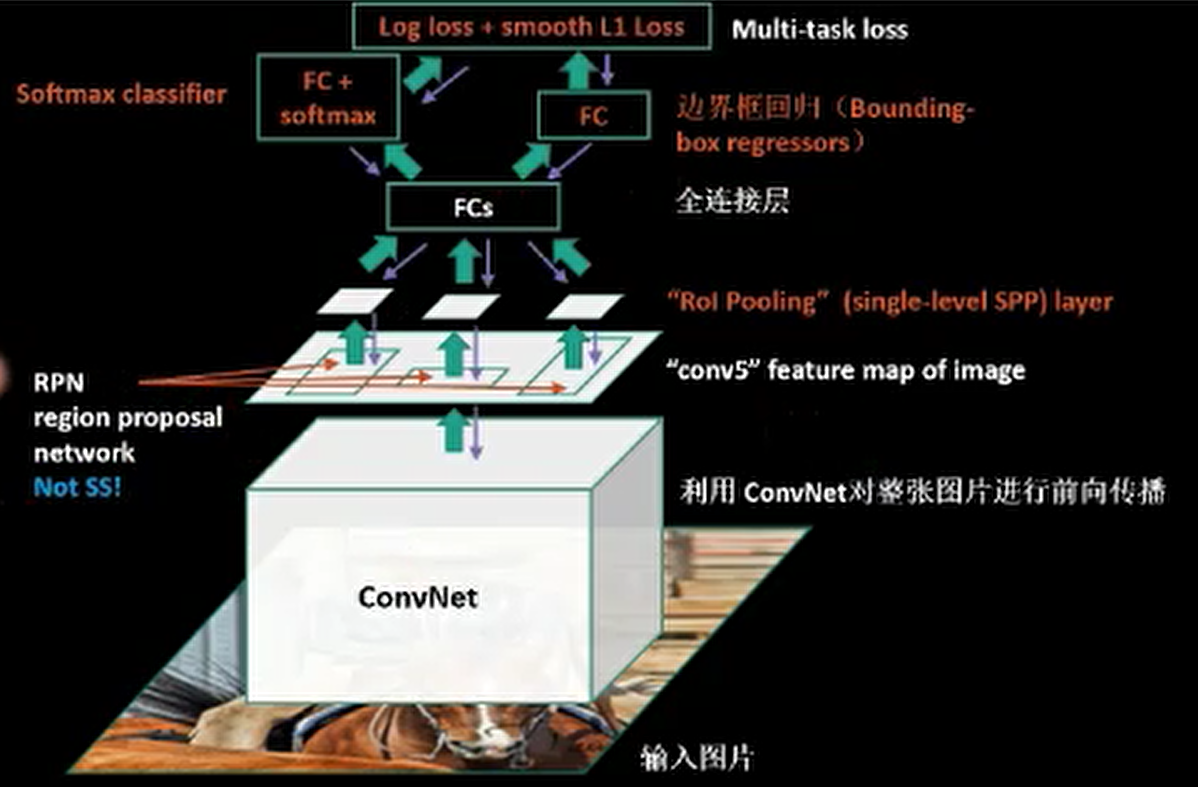 Log loss + smooth L1 Loss
Multi-task loss
Softmax classifier
FC +
softmax
FC
边界框回归（Bounding-
box regressors）
FCs
全连接层
“RoI Pooling” (single-level SPP) layer
“conv5” feature map of image
RPN
region proposal
network
Not SS!
利用 ConvNet对整张图片进行前向传播
ConvNet
输入图片